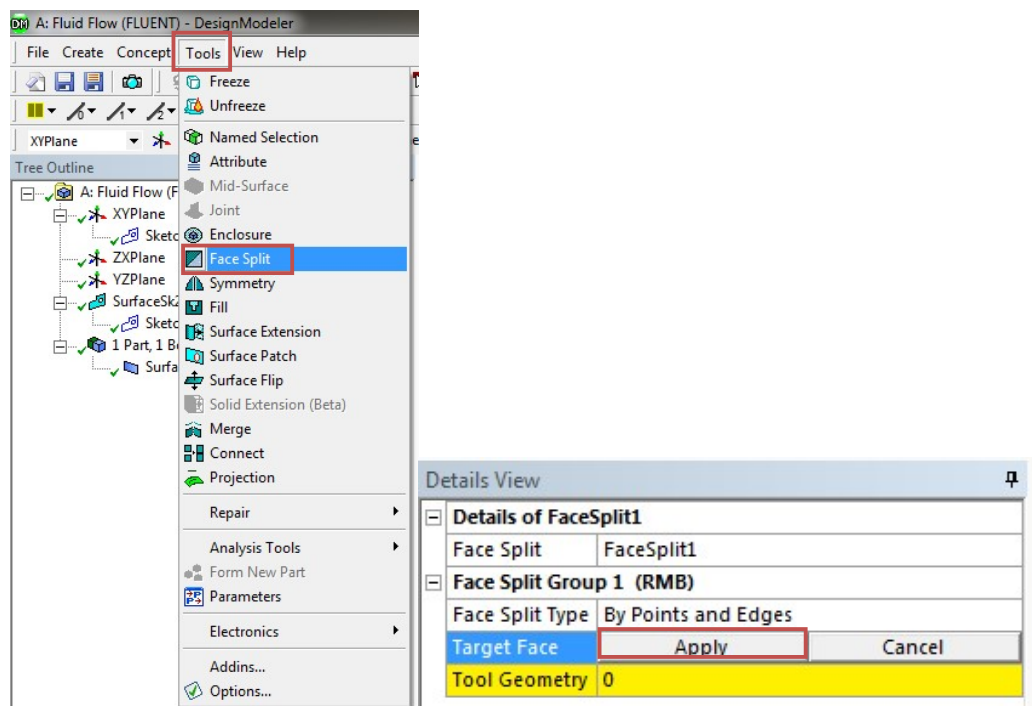 A: Fluid Flow (FLUENT) - DesignModeler
File Create Concept Tools View Help
XYPlane
Tree Outline
A: Fluid Flow (F
XYPlane
Sketc
ZXPlane
YZPlane
SurfaceSk2
Sketc
1 Part, 1 Bo
Surfa
Freeze
Unfreeze
Named Selection
Attribute
Mid-Surface
Joint
Enclosure
Face Split
Symmetry
Fill
Surface Extension
Surface Patch
Surface Flip
Solid Extension (Beta)
Merge
Connect
Projection
Repair
Analysis Tools
Form New Part
Parameters
Electronics
Addins...
Options...
Details View
Details of FaceSplit1
Face Split FaceSplit1
Face Split Group 1 (RMB)
Face Split Type By Points and Edges
Target Face Apply Cancel
Tool Geometry 0